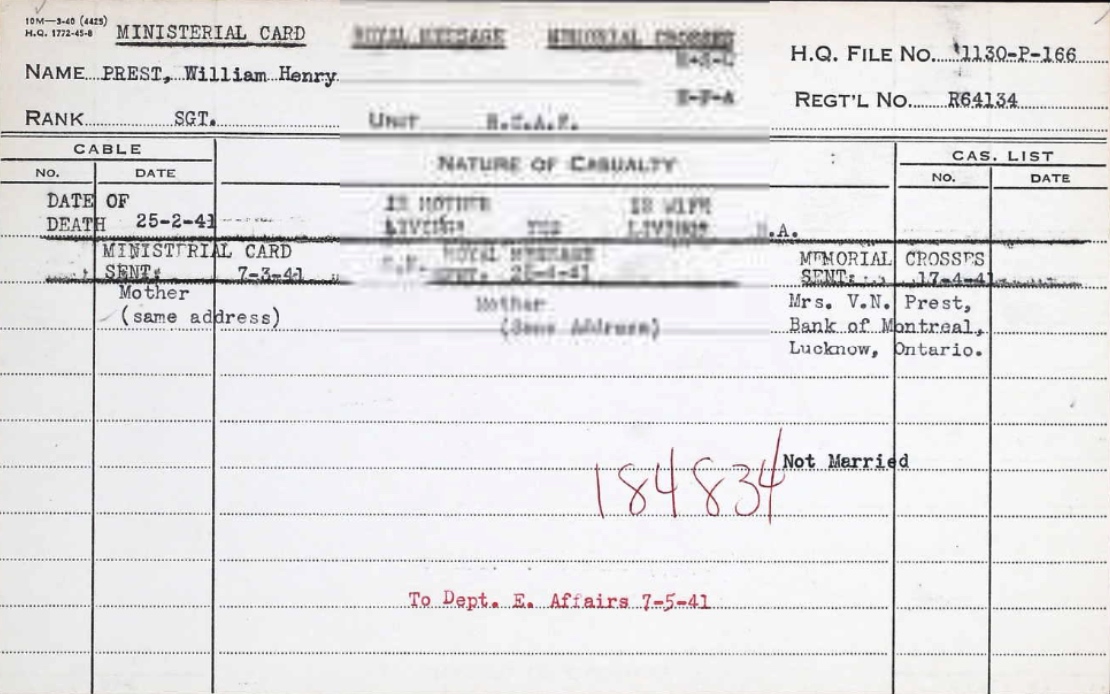 10M—3-40 (4425)
H.Q. 1772-45-8
MINISTERIAL CARD
ROYAL MESSAGE MEMORIAL CROSSES
H.Q. FILE No. 1130-P-166
NAME PREST, William Henry
REGT'L No. R64134
RANK SGT.
UNIT R.C.A.F.
CABLE
NATURE OF CASUALTY
CAS. LIST
No. DATE
No. DATE
DATE OF
DEATH 25-2-41
IS MOTHER
LIVING? YES
IS WIFE
LIVING? N.A.
MINISTERIAL CARD
SENT: 7-3-41
ROYAL MESSAGE
SENT.
MEMORIAL CROSSES
SENT: 17-4-41
Mother
(same address)
Mother
(Same Address)
Mrs. V.N. Prest,
Bank of Montreal,
Lucknow, Ontario.
184834
Not Married
To Dept. E. Affairs 7-5-41